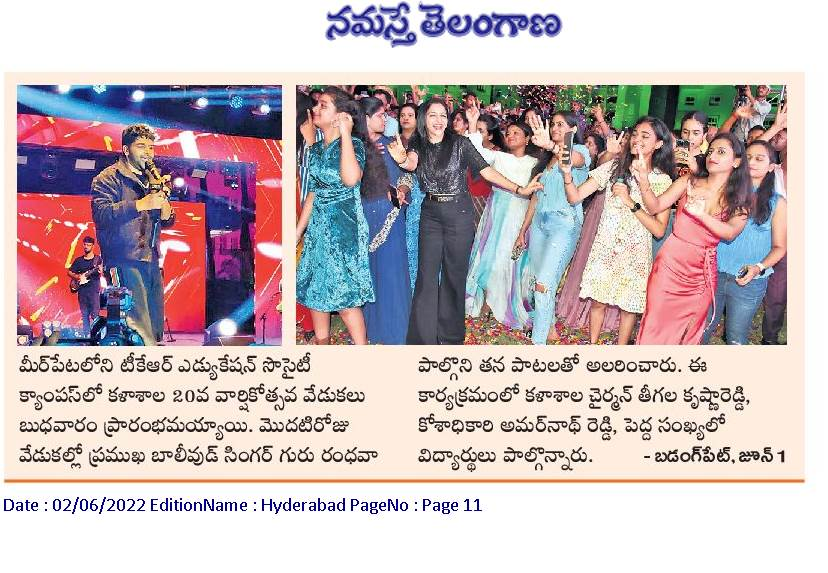 నమస్తే తెలంగాణ
మీర్‌పేటలోని టీకేఆర్ ఎడ్యుకేషన్ సొసైటీ
క్యాంపస్‌లో కళాశాల 20వ వార్షికోత్సవ వేడుకలు
బుధవారం ప్రారంభమయ్యాయి. మొదటిరోజు
వేడుకల్లో ప్రముఖ బాలీవుడ్ సింగర్ గురు రంధవా
పాల్గొని తన పాటలతో అలరించారు. ఈ
కార్యక్రమంలో కళాశాల చైర్మన్ తీగల కృష్ణారెడ్డి,
కోశాధికారి అమర్‌నాథ్ రెడ్డి, పెద్ద సంఖ్యలో
విద్యార్థులు పాల్గొన్నారు. - బడంగ్‌పేట్, జూన్ 1
Date : 02/06/2022 EditionName : Hyderabad PageNo : Page 11